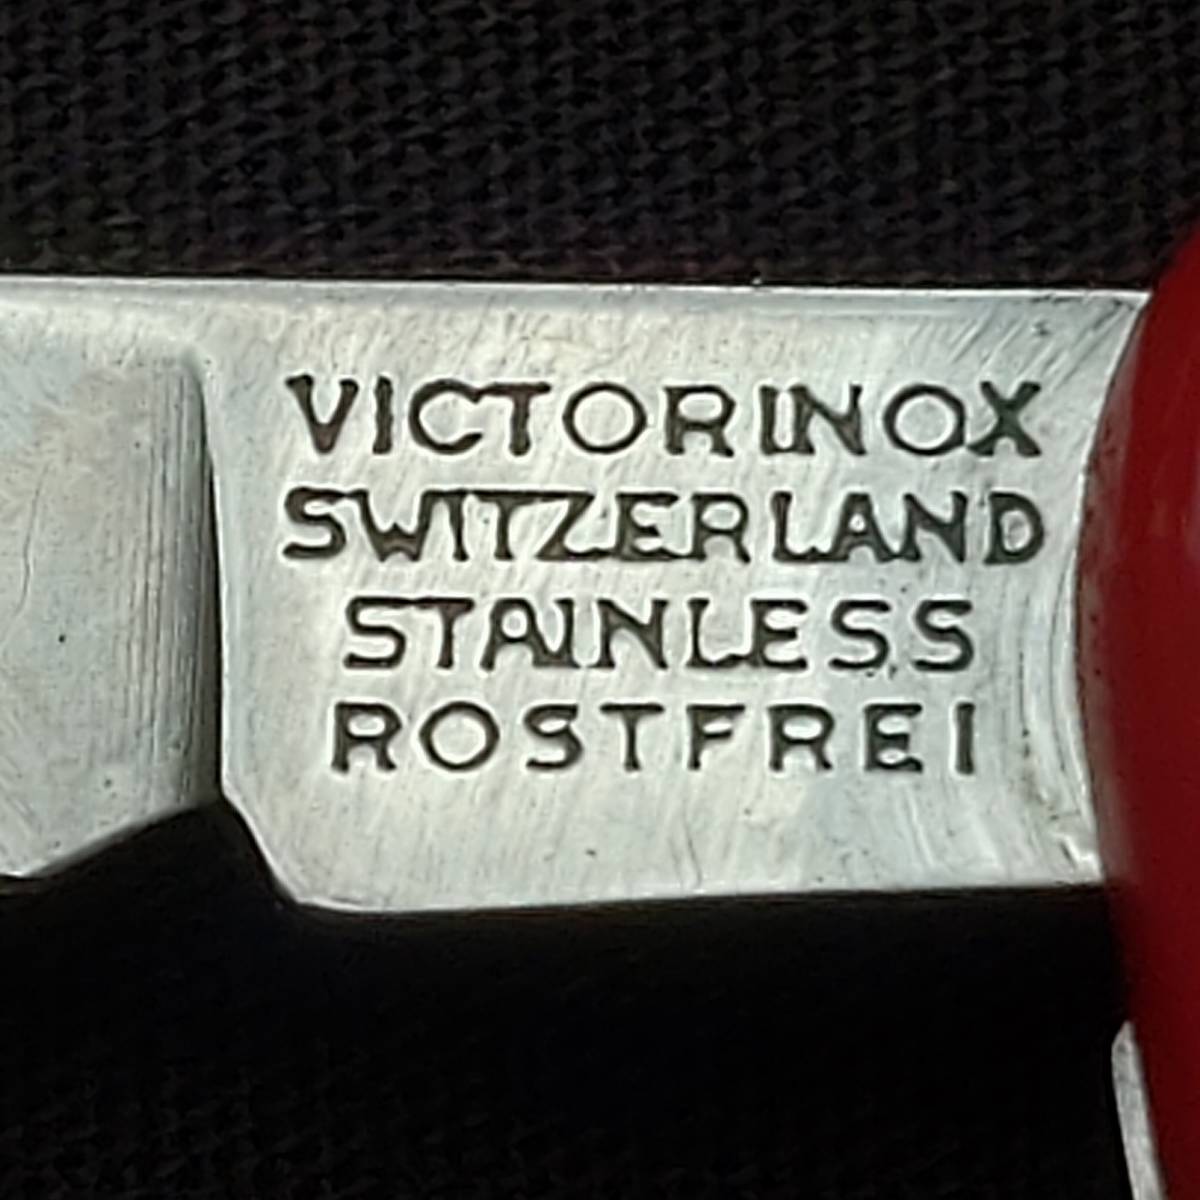 VICTORINOX
SWITZERLAND
STAINLESS
ROSTFREI